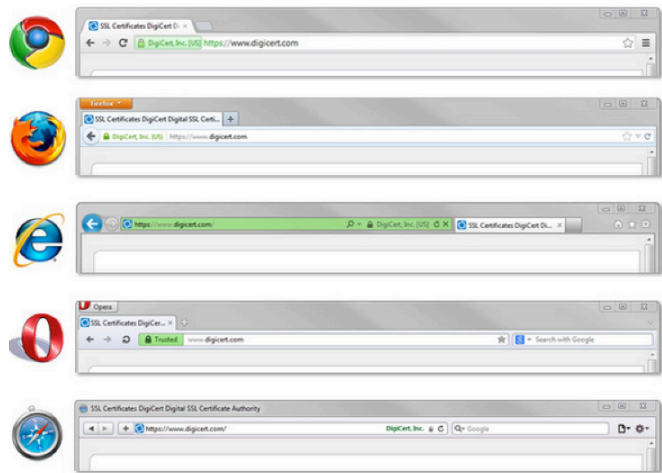 SSL Certificates DigiCert Di
DigiCert, Inc. [US] https://www.digicert.com
Firefox
SSL Certificates DigiCert Digital SSL Certi...
DigiCert, Inc. (US) https://www.digicert.com
https://www.digicert.com/ DigiCert, Inc. [US] SSL Certificates DigiCert Di...
Opera
SSL Certificates DigiCer...
Trusted www.digicert.com Search with Google
SSL Certificates DigiCert Digital SSL Certificate Authority
https://www.digicert.com/ DigiCert, Inc. Google